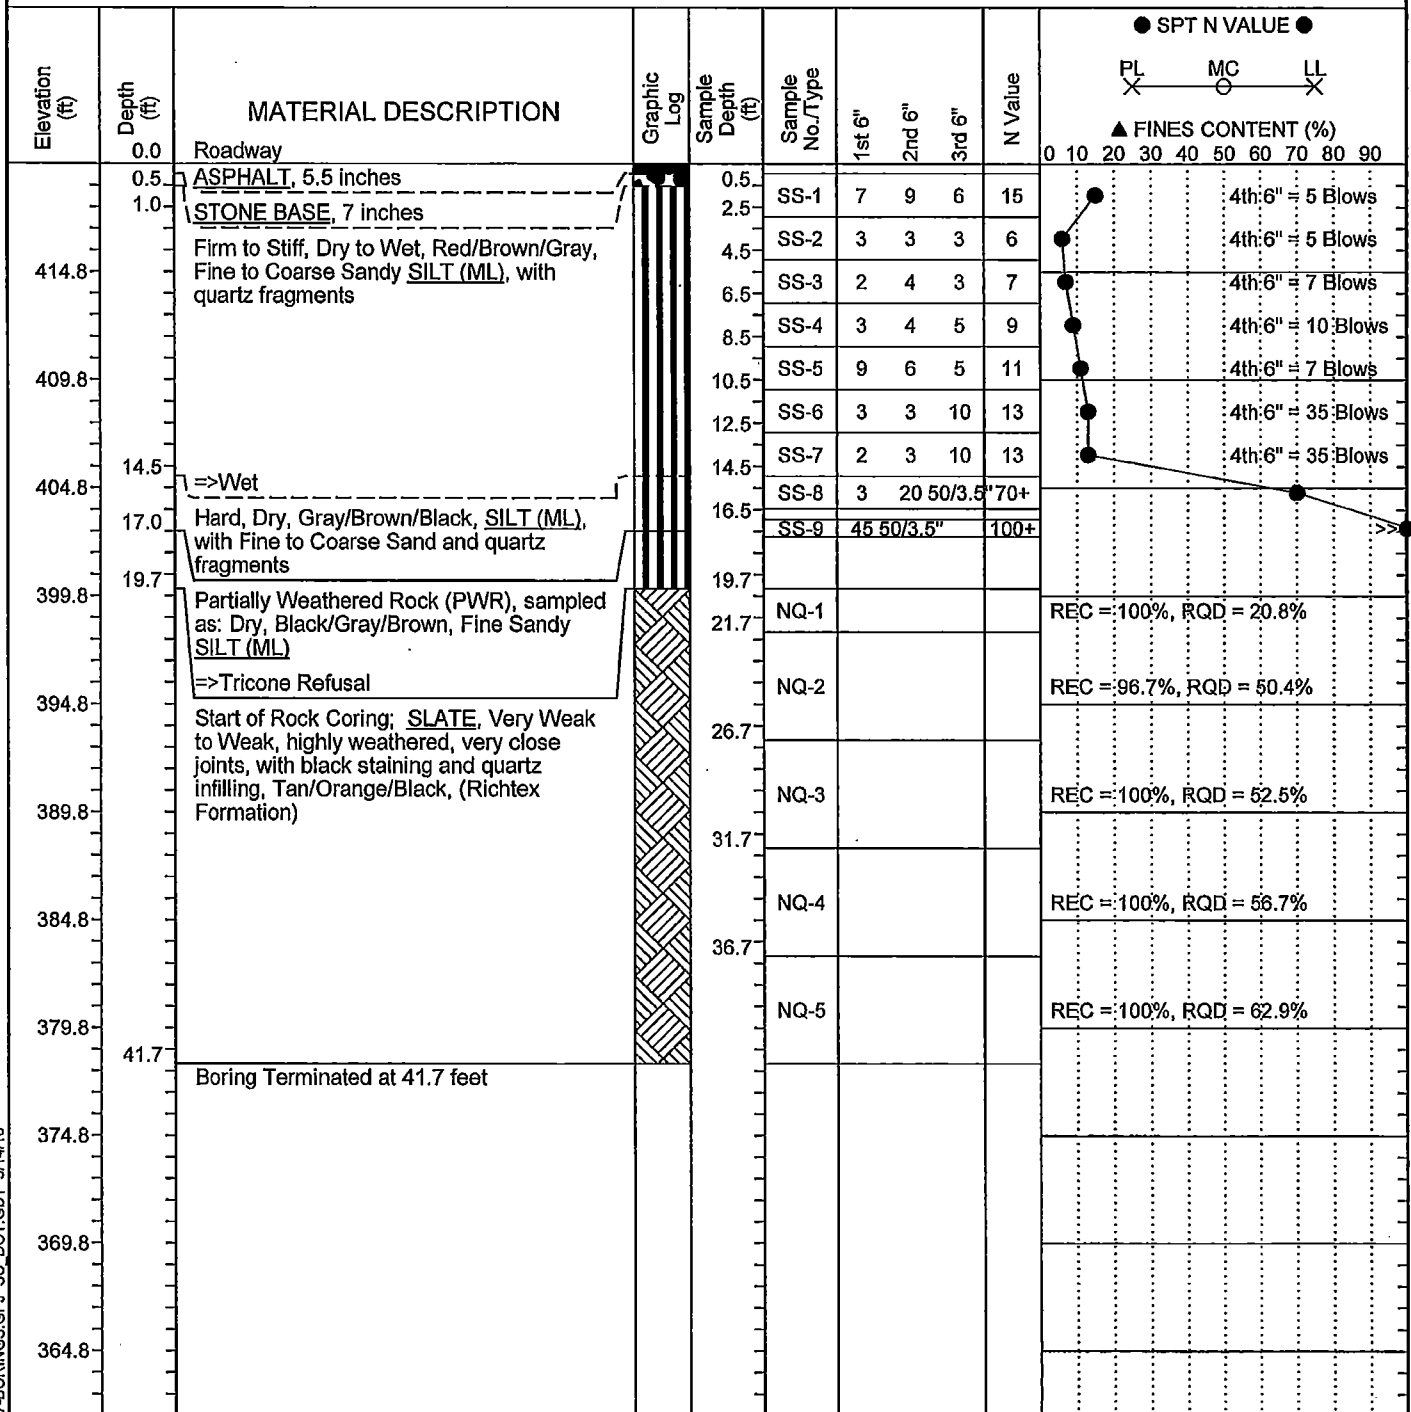 ● SPT N VALUE ●
PL MC LL
▲ FINES CONTENT (%)
0 10 20 30 40 50 60 70 80 90
Elevation (ft)
Depth (ft)
MATERIAL DESCRIPTION
Graphic Log
Sample Depth (ft)
Sample No./Type
1st 6"
2nd 6"
3rd 6"
N Value
0.0 Roadway
0.5 ASPHALT, 5.5 inches
1.0 STONE BASE, 7 inches
Firm to Stiff, Dry to Wet, Red/Brown/Gray,
Fine to Coarse Sandy SILT (ML), with
quartz fragments
14.5 =>Wet
17.0 Hard, Dry, Gray/Brown/Black, SILT (ML),
with Fine to Coarse Sand and quartz
fragments
19.7
Partially Weathered Rock (PWR), sampled
as: Dry, Black/Gray/Brown, Fine Sandy
SILT (ML)
=>Tricone Refusal
Start of Rock Coring; SLATE, Very Weak
to Weak, highly weathered, very close
joints, with black staining and quartz
infilling, Tan/Orange/Black, (Richtex
Formation)
41.7
Boring Terminated at 41.7 feet
414.8
409.8
404.8
399.8
394.8
389.8
384.8
379.8
374.8
369.8
364.8
0.5
2.5
4.5
6.5
8.5
10.5
12.5
14.5
16.5
19.7
21.7
26.7
31.7
36.7
SS-1 7 9 6 15 4th 6" = 5 Blows
SS-2 3 3 3 6 4th 6" = 5 Blows
SS-3 2 4 3 7 4th 6" = 7 Blows
SS-4 3 4 5 9 4th 6" = 10 Blows
SS-5 9 6 5 11 4th 6" = 7 Blows
SS-6 3 3 10 13 4th 6" = 35 Blows
SS-7 2 3 10 13 4th 6" = 35 Blows
SS-8 3 20 50/3.5" 70+
SS-9 45 50/3.5" 100+ >>
NQ-1 REC = 100%, RQD = 20.8%
NQ-2 REC = 96.7%, RQD = 50.4%
NQ-3 REC = 100%, RQD = 52.5%
NQ-4 REC = 100%, RQD = 56.7%
NQ-5 REC = 100%, RQD = 62.9%